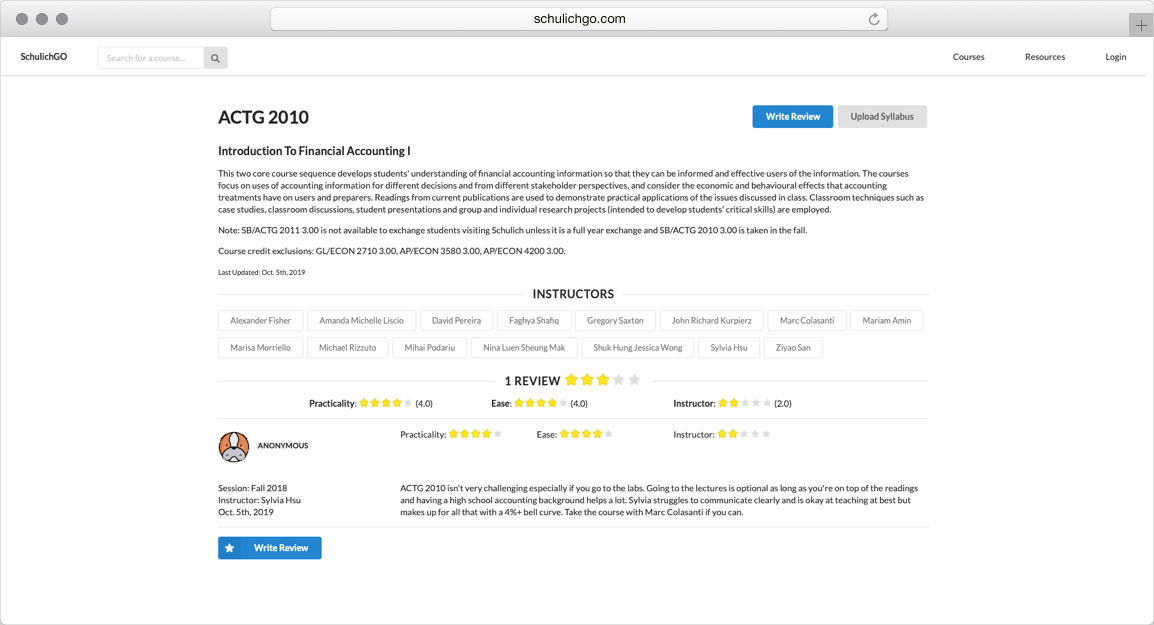 schulichgo.com
SchulichGO
Search for a course...
Courses
Resources
Login
ACTG 2010
Write Review
Upload Syllabus
Introduction To Financial Accounting I
This two core course sequence develops students' understanding of financial accounting information so that they can be informed and effective users of the information. The courses
focus on uses of accounting information for different decisions and from different stakeholder perspectives, and consider the economic and behavioural effects that accounting
treatments have on users and preparers. Readings from current publications are used to demonstrate practical applications of the issues discussed in class. Classroom techniques such as
case studies, classroom discussions, student presentations and group and individual research projects (intended to develop students' critical skills) are employed.
Note: SB/ACTG 2011 3.00 is not available to exchange students visiting Schulich unless it is a full year exchange and SB/ACTG 2010 3.00 is taken in the fall.
Course credit exclusions: GL/ECON 2710 3.00, AP/ECON 3580 3.00, AP/ECON 4200 3.00.
Last Updated: Oct. 5th, 2019
INSTRUCTORS
Alexander Fisher
Amanda Michelle Liscio
David Pereira
Faghya Shafiq
Gregory Saxton
John Richard Kurpierz
Marc Colasanti
Mariam Amin
Marisa Morriello
Michael Rizzuto
Mihai Podariu
Nina Luen Sheung Mak
Shuk Hung Jessica Wong
Sylvia Hsu
Ziyao San
1 REVIEW
Practicality: (4.0)
Ease: (4.0)
Instructor: (2.0)
ANONYMOUS
Practicality:
Ease:
Instructor:
Session: Fall 2018
Instructor: Sylvia Hsu
Oct. 5th, 2019
ACTG 2010 isn't very challenging especially if you go to the labs. Going to the lectures is optional as long as you're on top of the readings
and having a high school accounting background helps a lot. Sylvia struggles to communicate clearly and is okay at teaching at best but
makes up for all that with a 4%+ bell curve. Take the course with Marc Colasanti if you can.
Write Review